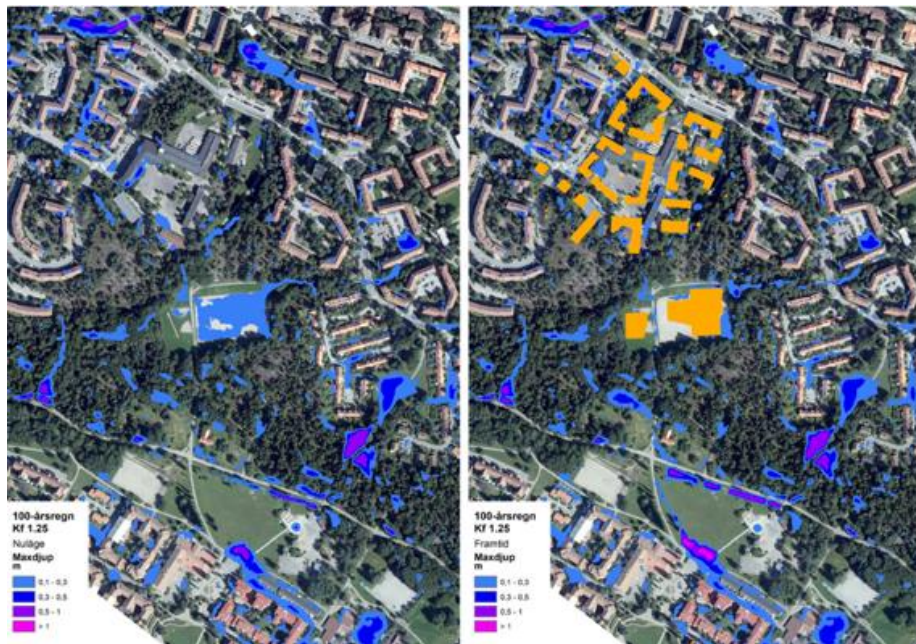 100-årsregn
Kf 1.25
Nuläge
Maxdjup
m
0,1 - 0,3
0,3 - 0,5
0,5 - 1
> 1
100-årsregn
Kf 1.25
Framtid
Maxdjup
m
0,1 - 0,3
0,3 - 0,5
0,5 - 1
> 1